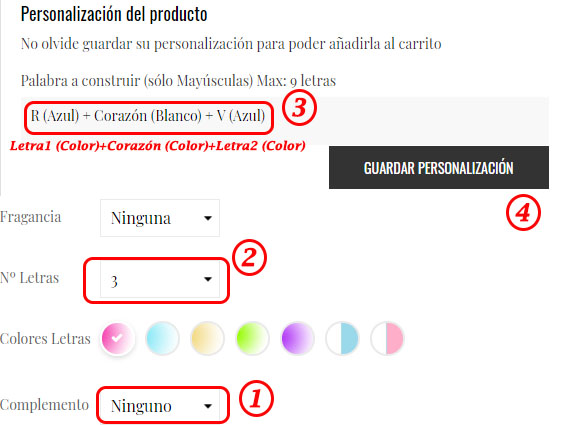 Personalización del producto
No olvide guardar su personalización para poder añadirla al carrito
Palabra a construir (sólo Mayúsculas) Max: 9 letras
R (Azul) + Corazón (Blanco) + V (Azul)
3
Letra1 (Color)+Corazón (Color)+Letra2 (Color)
GUARDAR PERSONALIZACIÓN
4
Fragancia Ninguna
2
Nº Letras 3
Colores Letras
Complemento Ninguno
1